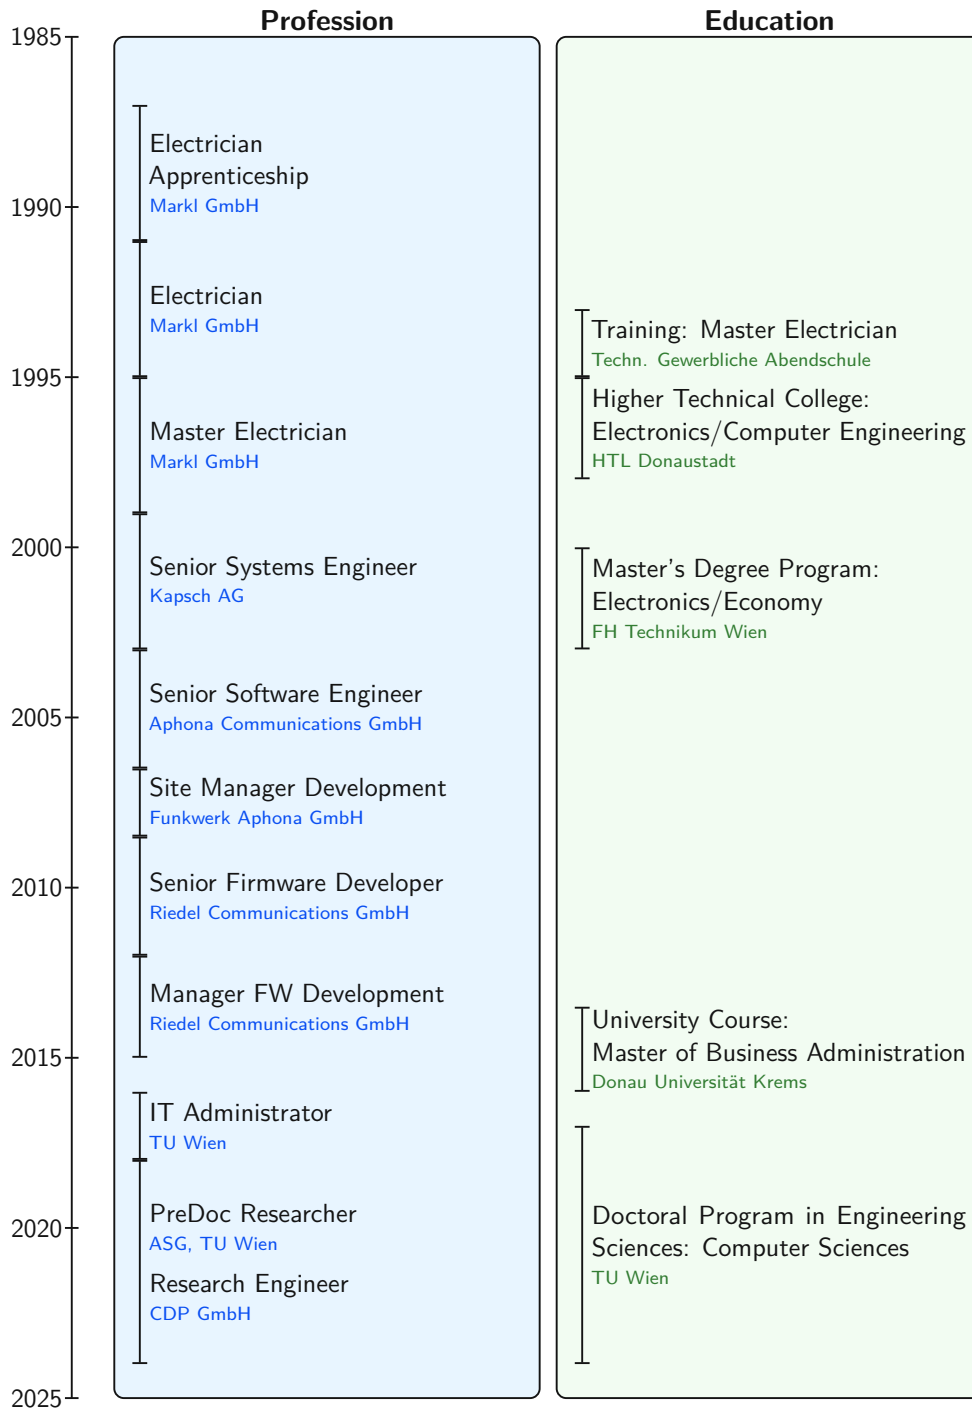 Profession
Education
1985
1990
1995
2000
2005
2010
2015
2020
2025
Electrician
Apprenticeship
Markl GmbH
Electrician
Markl GmbH
Master Electrician
Markl GmbH
Senior Systems Engineer
Kapsch AG
Senior Software Engineer
Aphona Communications GmbH
Site Manager Development
Funkwerk Aphona GmbH
Senior Firmware Developer
Riedel Communications GmbH
Manager FW Development
Riedel Communications GmbH
IT Administrator
TU Wien
PreDoc Researcher
ASG, TU Wien
Research Engineer
CDP GmbH
Training: Master Electrician
Techn. Gewerbliche Abendschule
Higher Technical College:
Electronics/Computer Engineering
HTL Donaustadt
Master's Degree Program:
Electronics/Economy
FH Technikum Wien
University Course:
Master of Business Administration
Donau Universität Krems
Doctoral Program in Engineering
Sciences: Computer Sciences
TU Wien